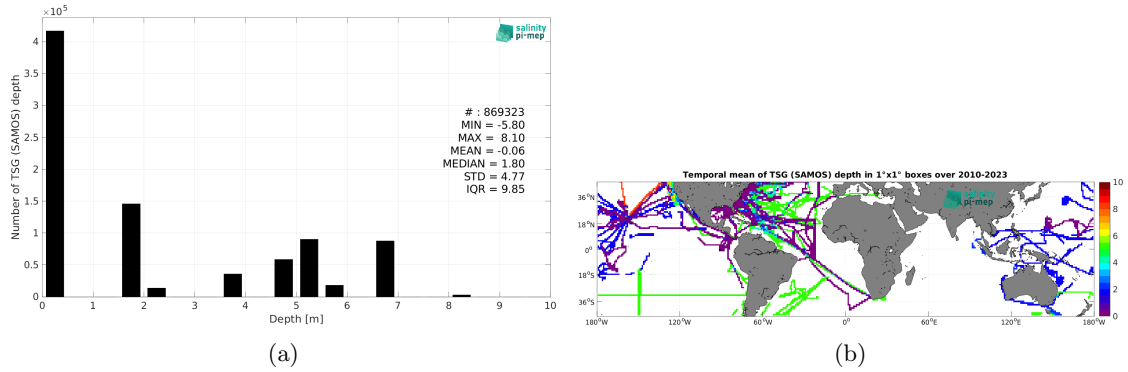 ×10⁵
4
3.5
3
2.5
2
1.5
1
0.5
0
Number of TSG (SAMOS) depth
salinity
pi-mep
# : 869323
MIN = -5.80
MAX = 8.10
MEAN = -0.06
MEDIAN = 1.80
STD = 4.77
IQR = 9.85
0 1 2 3 4 5 6 7 8 9 10
Depth [m]
(a)
Temporal mean of TSG (SAMOS) depth in 1°x1° boxes over 2010-2023
36°N
18°N
0°
18°S
36°S
salinity
pi-mep
180°W 120°W 60°W 0° 60°E 120°E 180°E
10
8
6
4
2
0
(b)